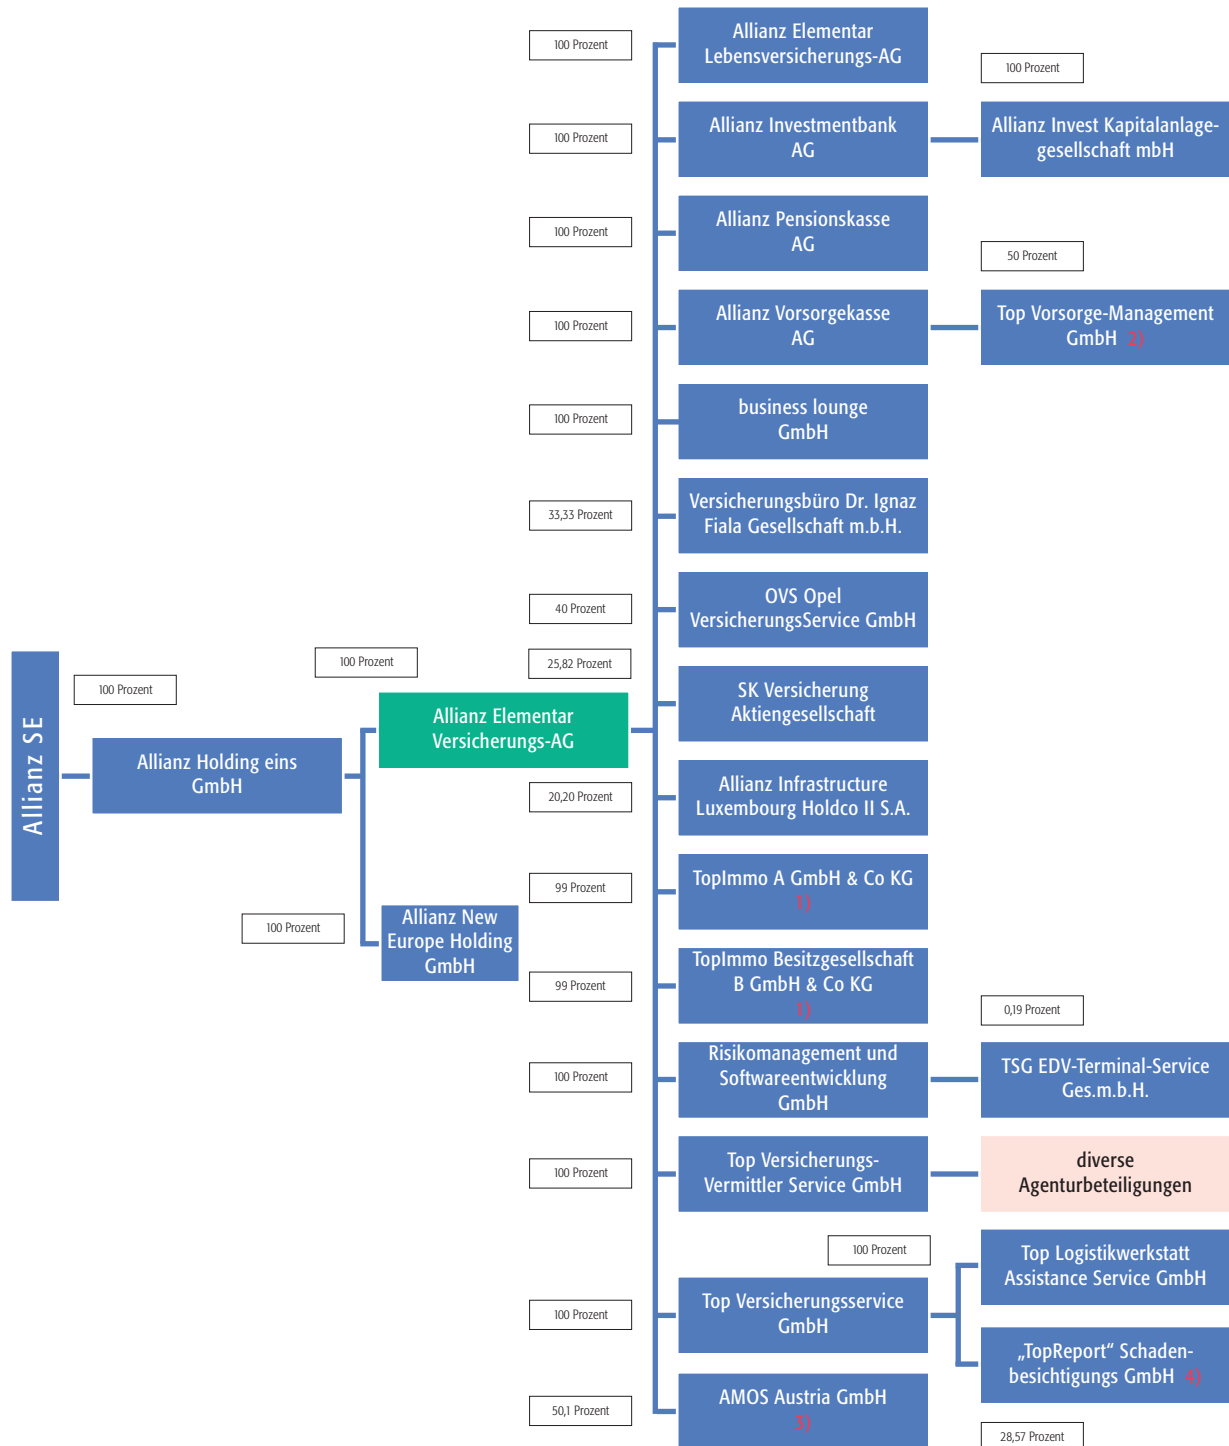 100 Prozent
Allianz Elementar
Lebensversicherungs-AG
100 Prozent
100 Prozent
Allianz Investmentbank
AG
Allianz Invest Kapitalanlage-
gesellschaft mbH
100 Prozent
Allianz Pensionskasse
AG
50 Prozent
100 Prozent
Allianz Vorsorgekasse
AG
Top Vorsorge-Management
GmbH 2)
100 Prozent
business lounge
GmbH
33,33 Prozent
Versicherungsbüro Dr. Ignaz
Fiala Gesellschaft m.b.H.
40 Prozent
OVS Opel
VersicherungsService GmbH
25,82 Prozent
SK Versicherung
Aktiengesellschaft
Allianz SE
100 Prozent
Allianz Holding eins
GmbH
100 Prozent
Allianz Elementar
Versicherungs-AG
20,20 Prozent
Allianz Infrastructure
Luxembourg Holdco II S.A.
99 Prozent
TopImmo A GmbH & Co KG
1)
100 Prozent
Allianz New
Europe Holding
GmbH
99 Prozent
TopImmo Besitzgesellschaft
B GmbH & Co KG
1)
0,19 Prozent
100 Prozent
Risikomanagement und
Softwareentwicklung
GmbH
TSG EDV-Terminal-Service
Ges.m.b.H.
100 Prozent
Top Versicherungs-
Vermittler Service GmbH
diverse
Agenturbeteiligungen
100 Prozent
Top Logistikwerkstatt
Assistance Service GmbH
100 Prozent
Top Versicherungsservice
GmbH
„TopReport“ Schaden-
besichtigungs GmbH 4)
50,1 Prozent
AMOS Austria GmbH
3)
28,57 Prozent